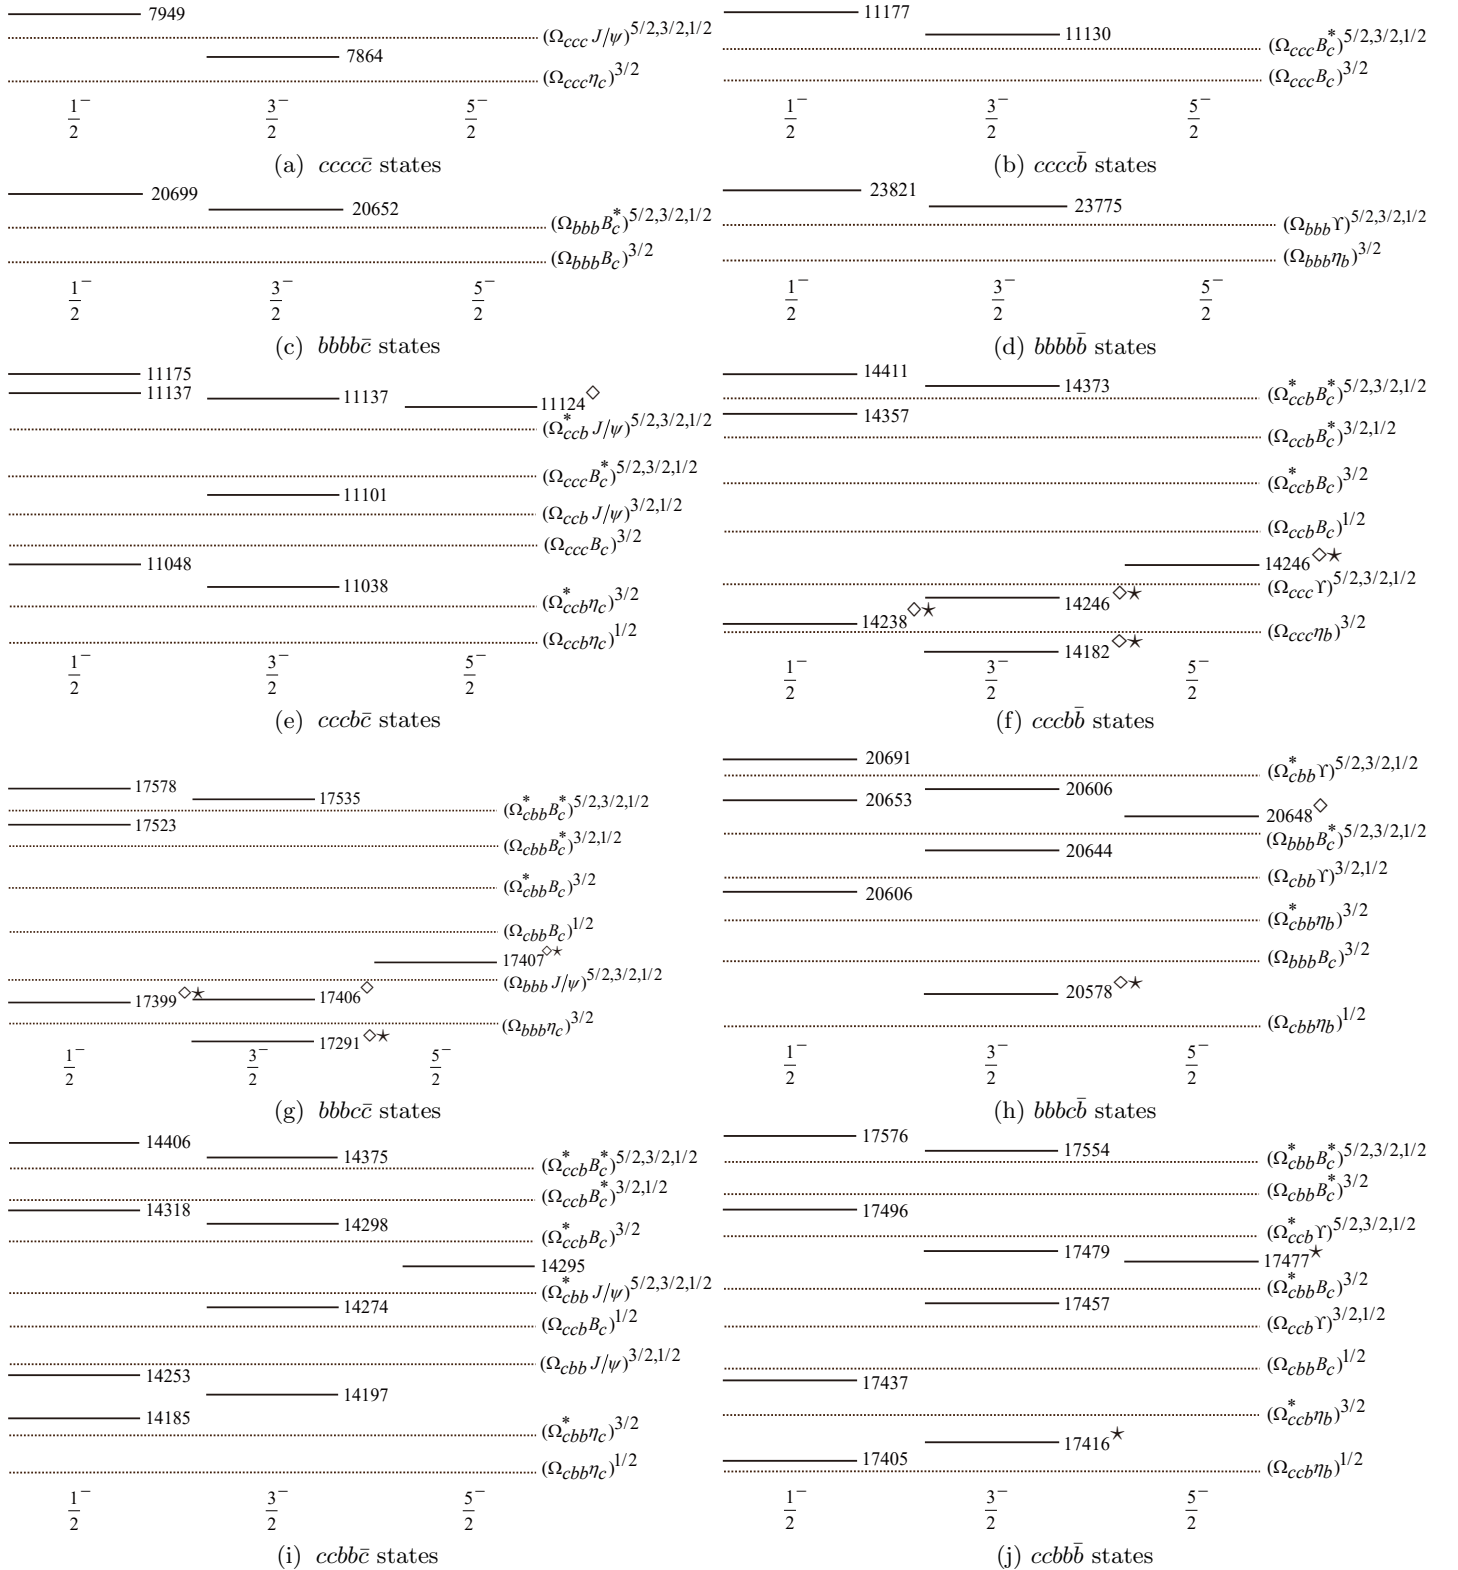 7949
(Ω_ccc J/ψ)^5/2,3/2,1/2
7864
(Ω_ccc η_c)^3/2
1/2^− 3/2^− 5/2^−
(a) ccccc̄ states
11177
11130
(Ω_ccc B_c^*)^5/2,3/2,1/2
(Ω_ccc B_c)^3/2
1/2^− 3/2^− 5/2^−
(b) ccccb̄ states
20699
20652
(Ω_bbb B_c^*)^5/2,3/2,1/2
(Ω_bbb B_c)^3/2
1/2^− 3/2^− 5/2^−
(c) bbbbc̄ states
23821
23775
(Ω_bbb Υ)^5/2,3/2,1/2
(Ω_bbb η_b)^3/2
1/2^− 3/2^− 5/2^−
(d) bbbbb̄ states
11175
11137
11137
11124^◇
(Ω_ccb^* J/ψ)^5/2,3/2,1/2
(Ω_ccc B_c^*)^5/2,3/2,1/2
11101
(Ω_ccb J/ψ)^3/2,1/2
(Ω_ccc B_c)^3/2
11048
11038
(Ω_ccb^* η_c)^3/2
(Ω_ccb η_c)^1/2
1/2^− 3/2^− 5/2^−
(e) cccbc̄ states
14411
14373
(Ω_ccb^* B_c^*)^5/2,3/2,1/2
14357
(Ω_ccb B_c^*)^3/2,1/2
(Ω_ccb^* B_c)^3/2
(Ω_ccb B_c)^1/2
14246^◇⋆
(Ω_ccc Υ)^5/2,3/2,1/2
14246^◇⋆
14238^◇⋆
(Ω_ccc η_b)^3/2
14182^◇⋆
1/2^− 3/2^− 5/2^−
(f) cccbb̄ states
17578
17535
(Ω_cbb^* B_c^*)^5/2,3/2,1/2
17523
(Ω_cbb B_c^*)^3/2,1/2
(Ω_cbb^* B_c)^3/2
(Ω_cbb B_c)^1/2
17407^◇⋆
(Ω_bbb J/ψ)^5/2,3/2,1/2
17399^◇⋆
17406^◇
(Ω_bbb η_c)^3/2
17291^◇⋆
1/2^− 3/2^− 5/2^−
(g) bbbcc̄ states
20691
(Ω_cbb^* Υ)^5/2,3/2,1/2
20606
20653
20648^◇
(Ω_bbb B_c^*)^5/2,3/2,1/2
20644
(Ω_cbb Υ)^3/2,1/2
20606
(Ω_cbb^* η_b)^3/2
(Ω_bbb B_c)^3/2
20578^◇⋆
(Ω_cbb η_b)^1/2
1/2^− 3/2^− 5/2^−
(h) bbbcb̄ states
14406
14375
(Ω_ccb^* B_c^*)^5/2,3/2,1/2
(Ω_ccb B_c^*)^3/2,1/2
14318
14298
(Ω_ccb^* B_c)^3/2
14295
(Ω_cbb^* J/ψ)^5/2,3/2,1/2
14274
(Ω_ccb B_c)^1/2
(Ω_cbb J/ψ)^3/2,1/2
14253
14197
14185
(Ω_cbb^* η_c)^3/2
(Ω_cbb η_c)^1/2
1/2^− 3/2^− 5/2^−
(i) ccbbc̄ states
17576
17554
(Ω_cbb^* B_c^*)^5/2,3/2,1/2
(Ω_cbb B_c^*)^3/2
17496
(Ω_ccb^* Υ)^5/2,3/2,1/2
17479
17477^⋆
(Ω_cbb^* B_c)^3/2
17457
(Ω_ccb Υ)^3/2,1/2
(Ω_cbb B_c)^1/2
17437
(Ω_ccb^* η_b)^3/2
17416^⋆
17405
(Ω_ccb η_b)^1/2
1/2^− 3/2^− 5/2^−
(j) ccbbb̄ states